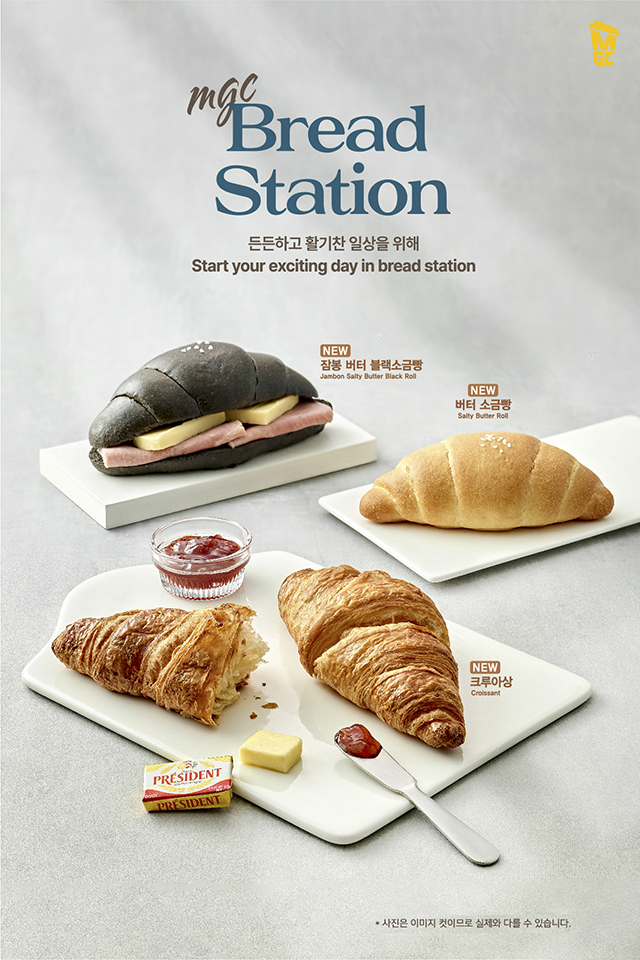 M
GC
mgc
Bread
Station
든든하고 활기찬 일상을 위해
Start your exciting day in bread station
NEW
잠봉 버터 블랙소금빵
Jambon Salty Butter Black Roll
NEW
버터 소금빵
Salty Butter Roll
NEW
크루아상
Croissant
PRÉSIDENT
PRÉSIDENT
* 사진은 이미지 컷이므로 실제와 다를 수 있습니다.